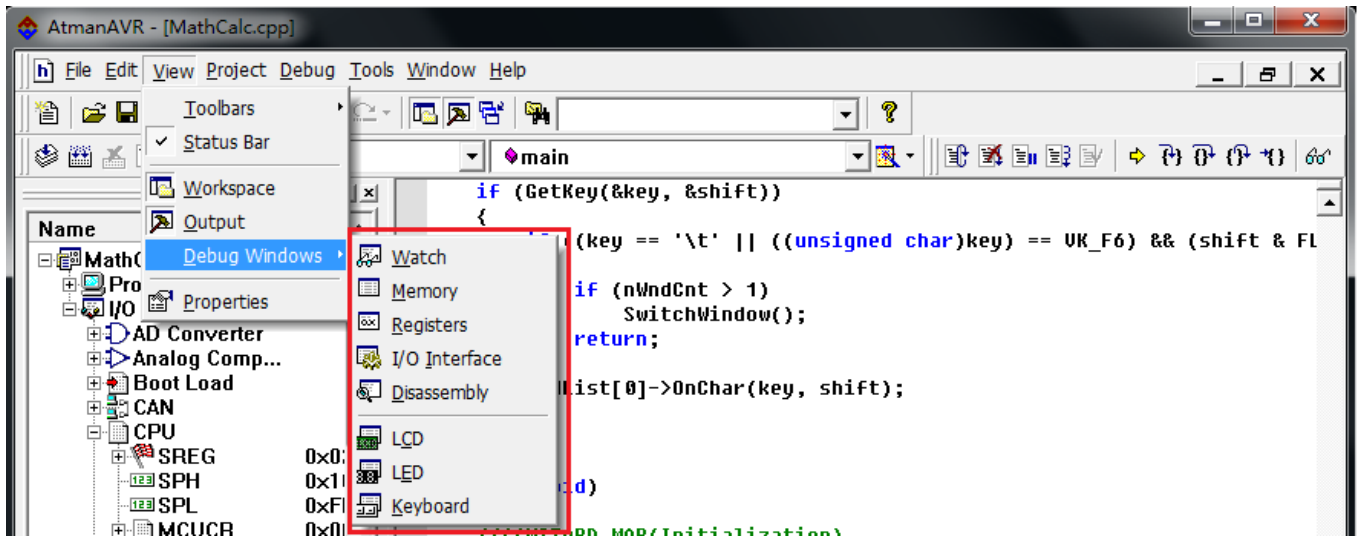 AtmanAVR - [MathCalc.cpp]
File Edit View Project Debug Tools Window Help
Toolbars
Status Bar
main
Workspace
if (GetKey(&key, &shift))
{
Name
Output
(key == '\t' || ((unsigned char)key) == VK_F6) && (shift & FL
Debug Windows
Watch
Memory
if (nWndCnt > 1)
Properties
I/O
SwitchWindow();
Registers
AD Converter
return;
Analog Comp...
I/O Interface
Boot Load
Disassembly
List[0]->OnChar(key, shift);
CAN
CPU
LCD
SREG
LED
SPH
SPL
Keyboard
MCUCR